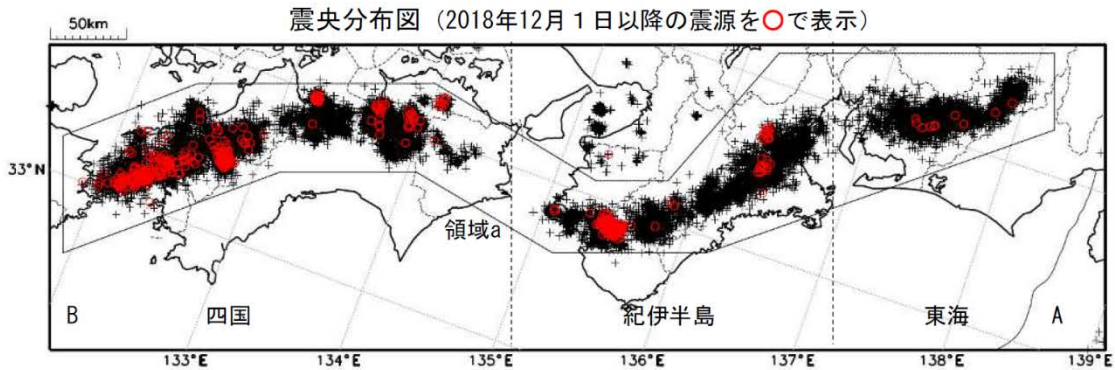 震央分布図（2018年12月１日以降の震源を○で表示）
50km
33°N
領域a
B
四国
紀伊半島
東海
A
133°E
134°E
135°E
136°E
137°E
138°E
139°E